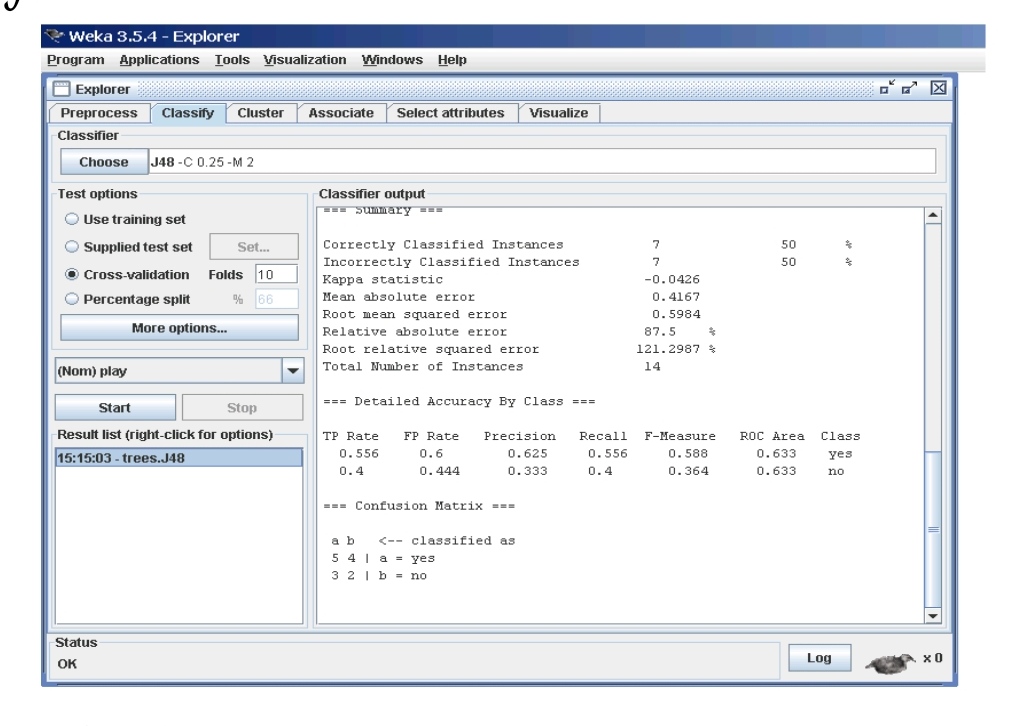 Weka 3.5.4 - Explorer
Program Applications Tools Visualization Windows Help
Explorer
Preprocess Classify Cluster Associate Select attributes Visualize
Classifier
Choose J48 -C 0.25 -M 2
Test options
Use training set
Supplied test set Set...
Cross-validation Folds 10
Percentage split % 66
More options...
(Nom) play
Start Stop
Result list (right-click for options)
15:15:03 - trees.J48
Classifier output
=== Summary ===
Correctly Classified Instances 7 50 %
Incorrectly Classified Instances 7 50 %
Kappa statistic -0.0426
Mean absolute error 0.4167
Root mean squared error 0.5984
Relative absolute error 87.5 %
Root relative squared error 121.2987 %
Total Number of Instances 14
=== Detailed Accuracy By Class ===
TP Rate FP Rate Precision Recall F-Measure ROC Area Class
0.556 0.6 0.625 0.556 0.588 0.633 yes
0.4 0.444 0.333 0.4 0.364 0.633 no
=== Confusion Matrix ===
a b <-- classified as
5 4 | a = yes
3 2 | b = no
Status
OK
Log x 0